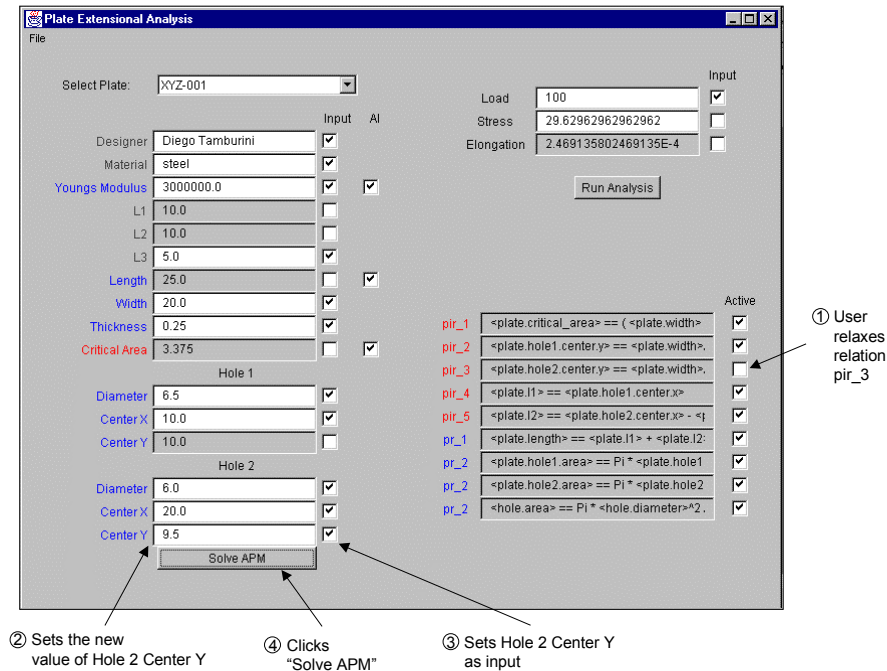 Plate Extensional Analysis
File
Select Plate: XYZ-001
Input AI
Designer Diego Tamburini
Material steel
Youngs Modulus 3000000.0
L1 10.0
L2 10.0
L3 5.0
Length 25.0
Width 20.0
Thickness 0.25
Critical Area 3.375
Hole 1
Diameter 6.5
Center X 10.0
Center Y 10.0
Hole 2
Diameter 6.0
Center X 20.0
Center Y 9.5
Solve APM
Input
Load 100
Stress 29.62962962962962
Elongation 2.469135802469135E-4
Run Analysis
Active
pir_1 <plate.critical_area> == ( <plate.width>
pir_2 <plate.hole1.center.y> == <plate.width>.
pir_3 <plate.hole2.center.y> == <plate.width>.
pir_4 <plate.l1> == <plate.hole1.center.x>
pir_5 <plate.l2> == <plate.hole2.center.x> - <p
pr_1 <plate.length> == <plate.l1> + <plate.l2>
pr_2 <plate.hole1.area> == Pi * <plate.hole1
pr_2 <plate.hole2.area> == Pi * <plate.hole2
pr_2 <hole.area> == Pi * <hole.diameter>^2 .
① User
relaxes
relation
pir_3
② Sets the new
value of Hole 2 Center Y
④ Clicks
“Solve APM”
③ Sets Hole 2 Center Y
as input